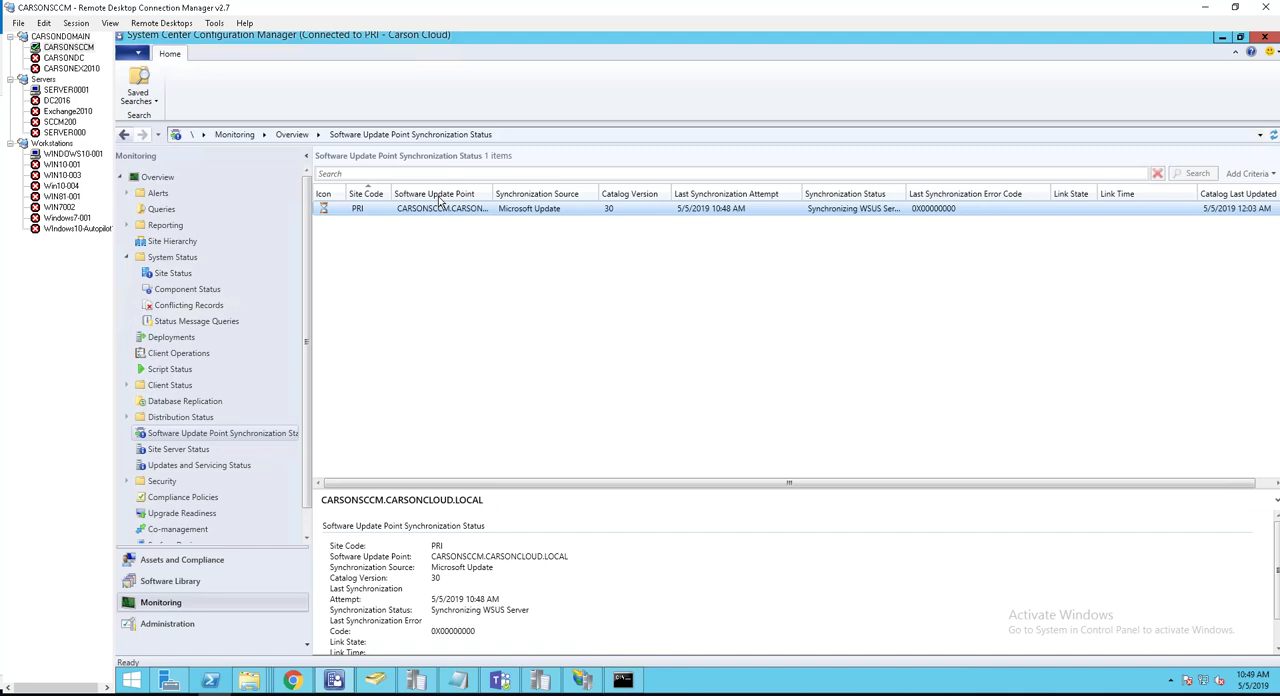 CARSONSCCM - Remote Desktop Connection Manager v2.7
File Edit Session View Remote Desktops Tools Help
CARSONDOMAIN
CARSONSCCM
CARSONDC
CARSONEX2010
Servers
SERVER0001
DC2016
Exchange2010
SCCM200
SERVER000
Workstations
WINDOWS10-001
WIN10-001
WIN10-003
Win10-004
WIN81-001
WIN7002
Windows7-001
Windows10-Autopilot
System Center Configuration Manager (Connected to PRI - Carson Cloud)
Home
Saved
Searches
Search
\ Monitoring Overview Software Update Point Synchronization Status
Monitoring
Overview
Alerts
Queries
Reporting
Site Hierarchy
System Status
Site Status
Component Status
Conflicting Records
Status Message Queries
Deployments
Client Operations
Script Status
Client Status
Database Replication
Distribution Status
Software Update Point Synchronization Sta
Site Server Status
Updates and Servicing Status
Security
Compliance Policies
Upgrade Readiness
Co-management
Assets and Compliance
Software Library
Monitoring
Administration
Software Update Point Synchronization Status 1 items
Search Search Add Criteria
Icon Site Code Software Update Point Synchronization Source Catalog Version Last Synchronization Attempt Synchronization Status Last Synchronization Error Code Link State Link Time Catalog Last Updated
PRI CARSONSCCM.CARSON... Microsoft Update 30 5/5/2019 10:48 AM Synchronizing WSUS Ser... 0X00000000 5/5/2019 12:03 AM
CARSONSCCM.CARSONCLOUD.LOCAL
Software Update Point Synchronization Status
Site Code: PRI
Software Update Point: CARSONSCCM.CARSONCLOUD.LOCAL
Synchronization Source: Microsoft Update
Catalog Version: 30
Last Synchronization
Attempt: 5/5/2019 10:48 AM
Synchronization Status: Synchronizing WSUS Server
Last Synchronization Error
Code: 0X00000000
Link State:
Link Time:
Activate Windows
Go to System in Control Panel to activate Windows.
Ready
10:49 AM
5/5/2019